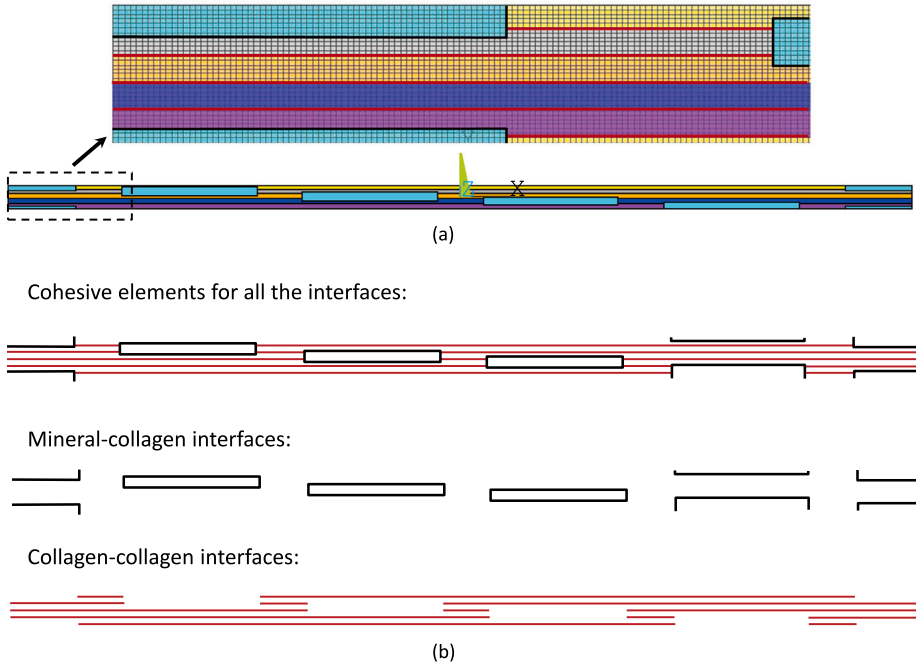 Z X
(a)
Cohesive elements for all the interfaces:
Mineral-collagen interfaces:
Collagen-collagen interfaces:
(b)